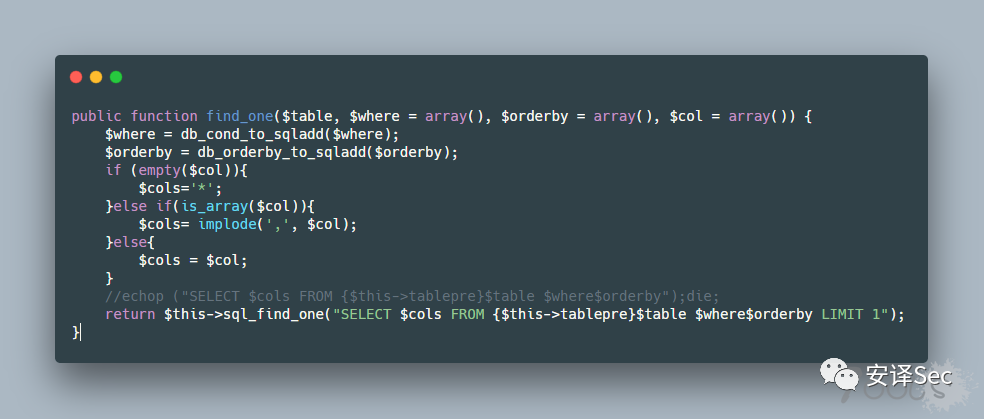 public function find_one($table, $where = array(), $orderby = array(), $col = array()) {
    $where = db_cond_to_sqladd($where);
    $orderby = db_orderby_to_sqladd($orderby);
    if (empty($col)){
        $cols='*';
    }else if(is_array($col)){
        $cols= implode(',', $col);
    }else{
        $cols = $col;
    }
    //echop ("SELECT $cols FROM {$this->tablepre}$table $where$orderby");die;
    return $this->sql_find_one("SELECT $cols FROM {$this->tablepre}$table $where$orderby LIMIT 1");
}
安译Sec